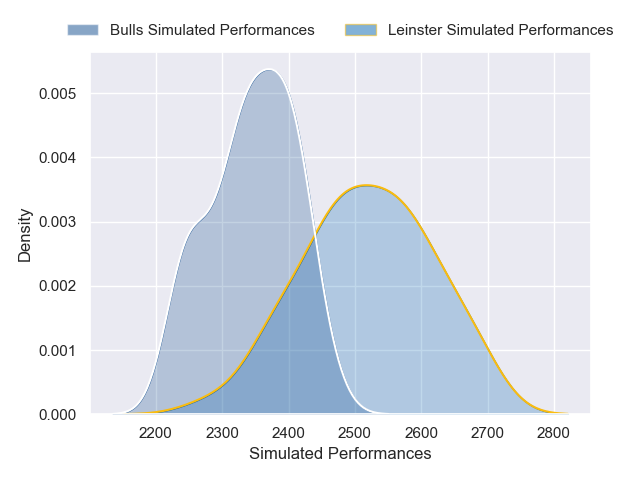 Bulls Simulated Performances Leinster Simulated Performances
0.005
0.004
0.003
0.002
0.001
0.000
Density
2200 2300 2400 2500 2600 2700 2800
Simulated Performances